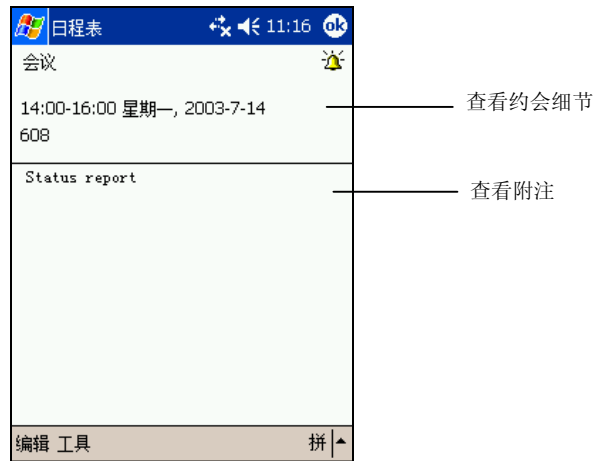 日程表 11:16 ok
会议
14:00-16:00 星期一, 2003-7-14
608
查看约会细节
Status report
查看附注
编辑 工具 拼